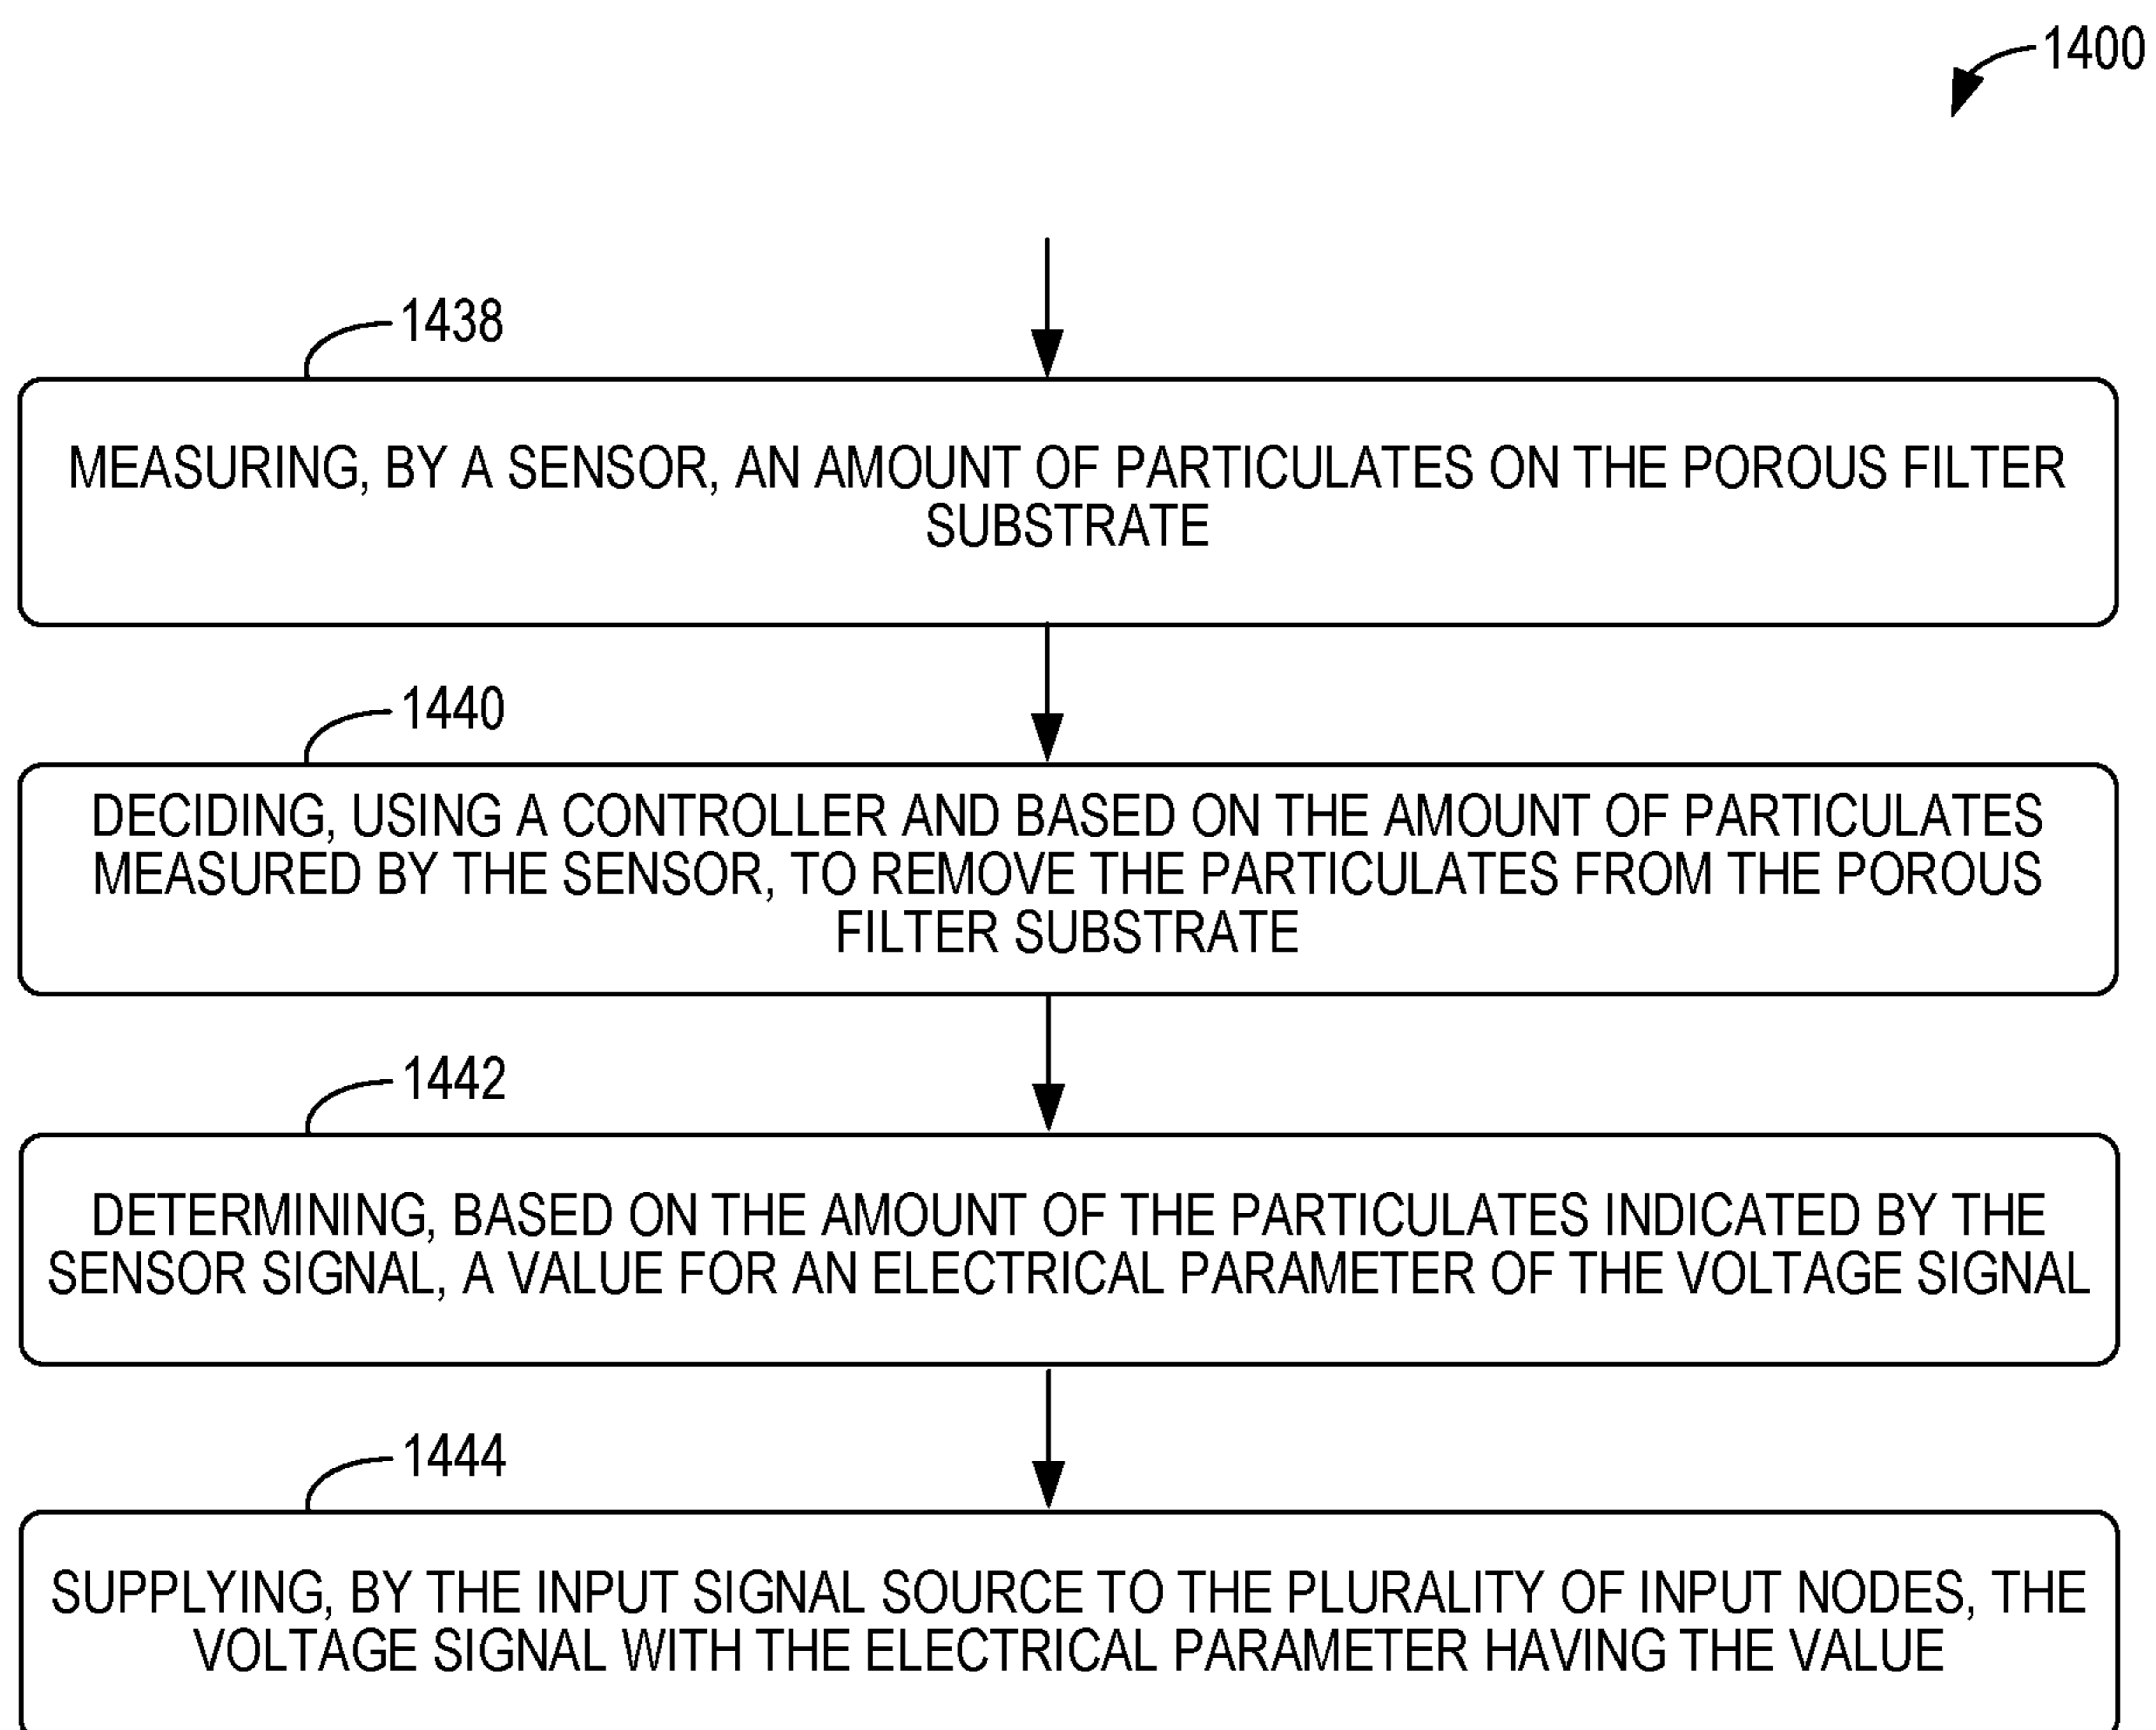 1400
1438
MEASURING, BY A SENSOR, AN AMOUNT OF PARTICULATES ON THE POROUS FILTER
SUBSTRATE
1440
DECIDING, USING A CONTROLLER AND BASED ON THE AMOUNT OF PARTICULATES
MEASURED BY THE SENSOR, TO REMOVE THE PARTICULATES FROM THE POROUS
FILTER SUBSTRATE
1442
DETERMINING, BASED ON THE AMOUNT OF THE PARTICULATES INDICATED BY THE
SENSOR SIGNAL, A VALUE FOR AN ELECTRICAL PARAMETER OF THE VOLTAGE SIGNAL
1444
SUPPLYING, BY THE INPUT SIGNAL SOURCE TO THE PLURALITY OF INPUT NODES, THE
VOLTAGE SIGNAL WITH THE ELECTRICAL PARAMETER HAVING THE VALUE